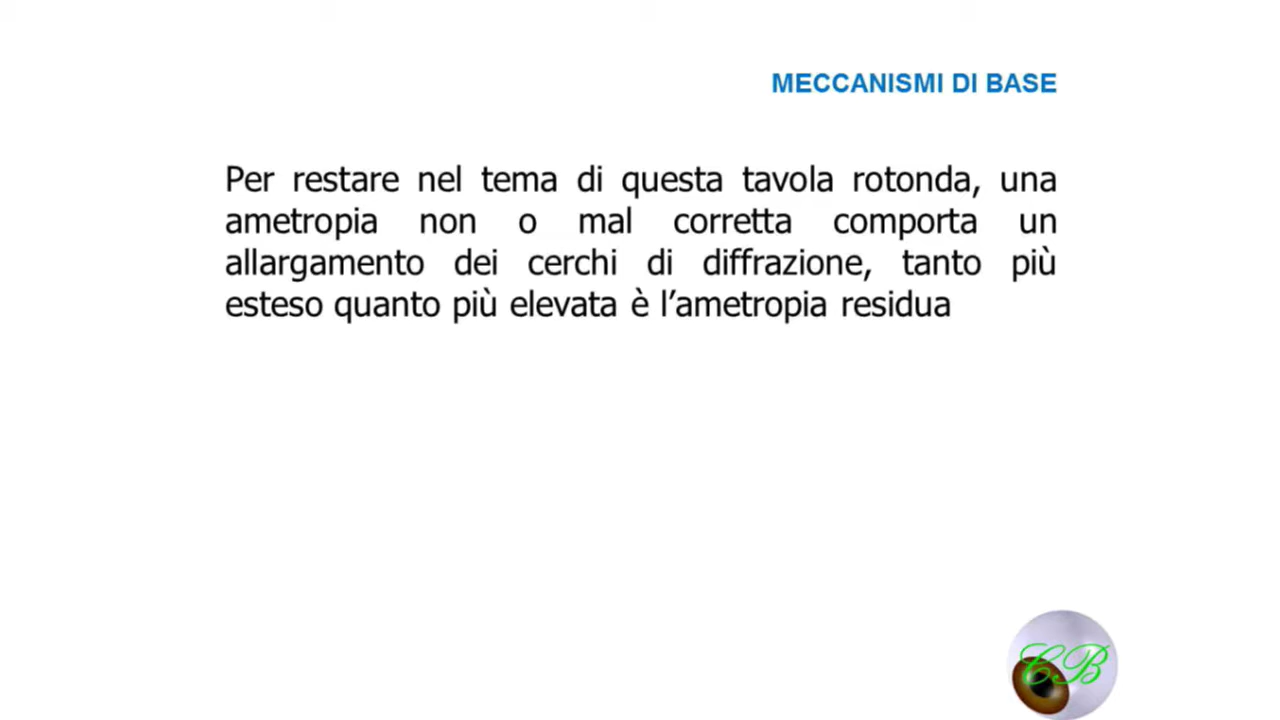 MECCANISMI DI BASE
Per restare nel tema di questa tavola rotonda, una
ametropia non o mal corretta comporta un
allargamento dei cerchi di diffrazione, tanto più
esteso quanto più elevata è l’ametropia residua
CB